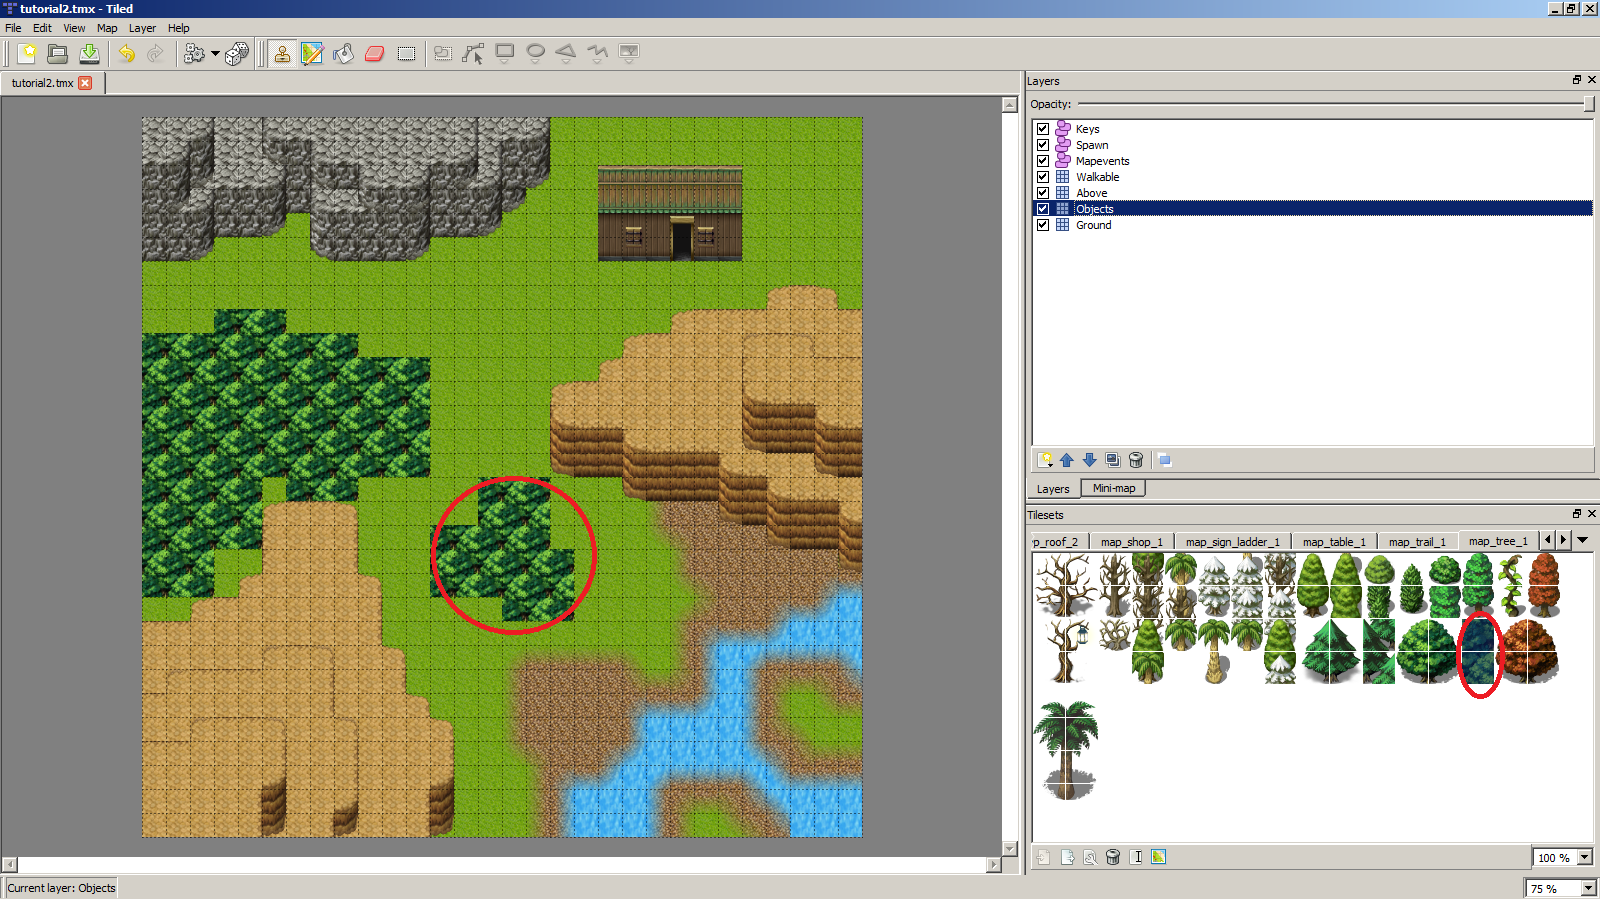 tutorial2.tmx - Tiled
File Edit View Map Layer Help
tutorial2.tmx
Layers
Opacity:
Keys
Spawn
Mapevents
Walkable
Above
Objects
Ground
Layers Mini-map
Tilesets
p_roof_2 map_shop_1 map_sign_ladder_1 map_table_1 map_trail_1 map_tree_1
100 %
Current layer: Objects
75 %